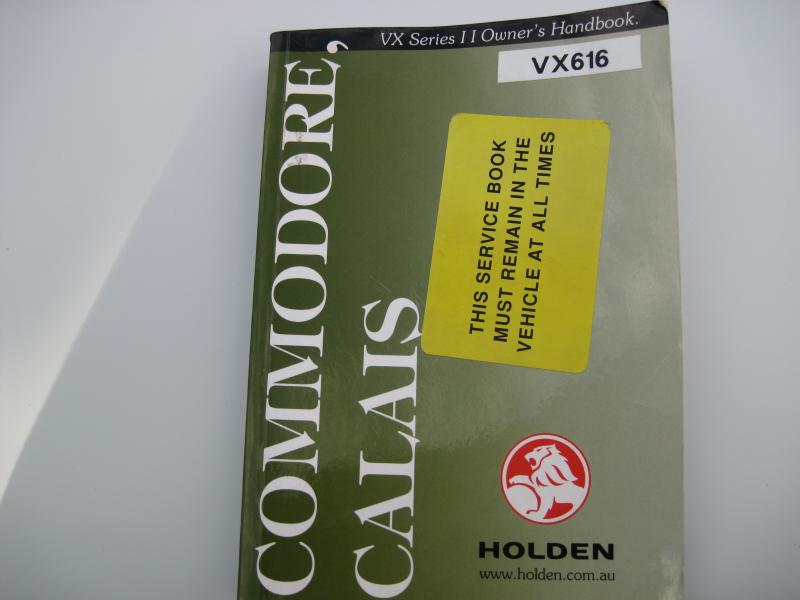 VX Series II Owner's Handbook.
VX616
COMMODORE,
CALAIS
THIS SERVICE BOOK
MUST REMAIN IN THE
VEHICLE AT ALL TIMES
HOLDEN
www.holden.com.au